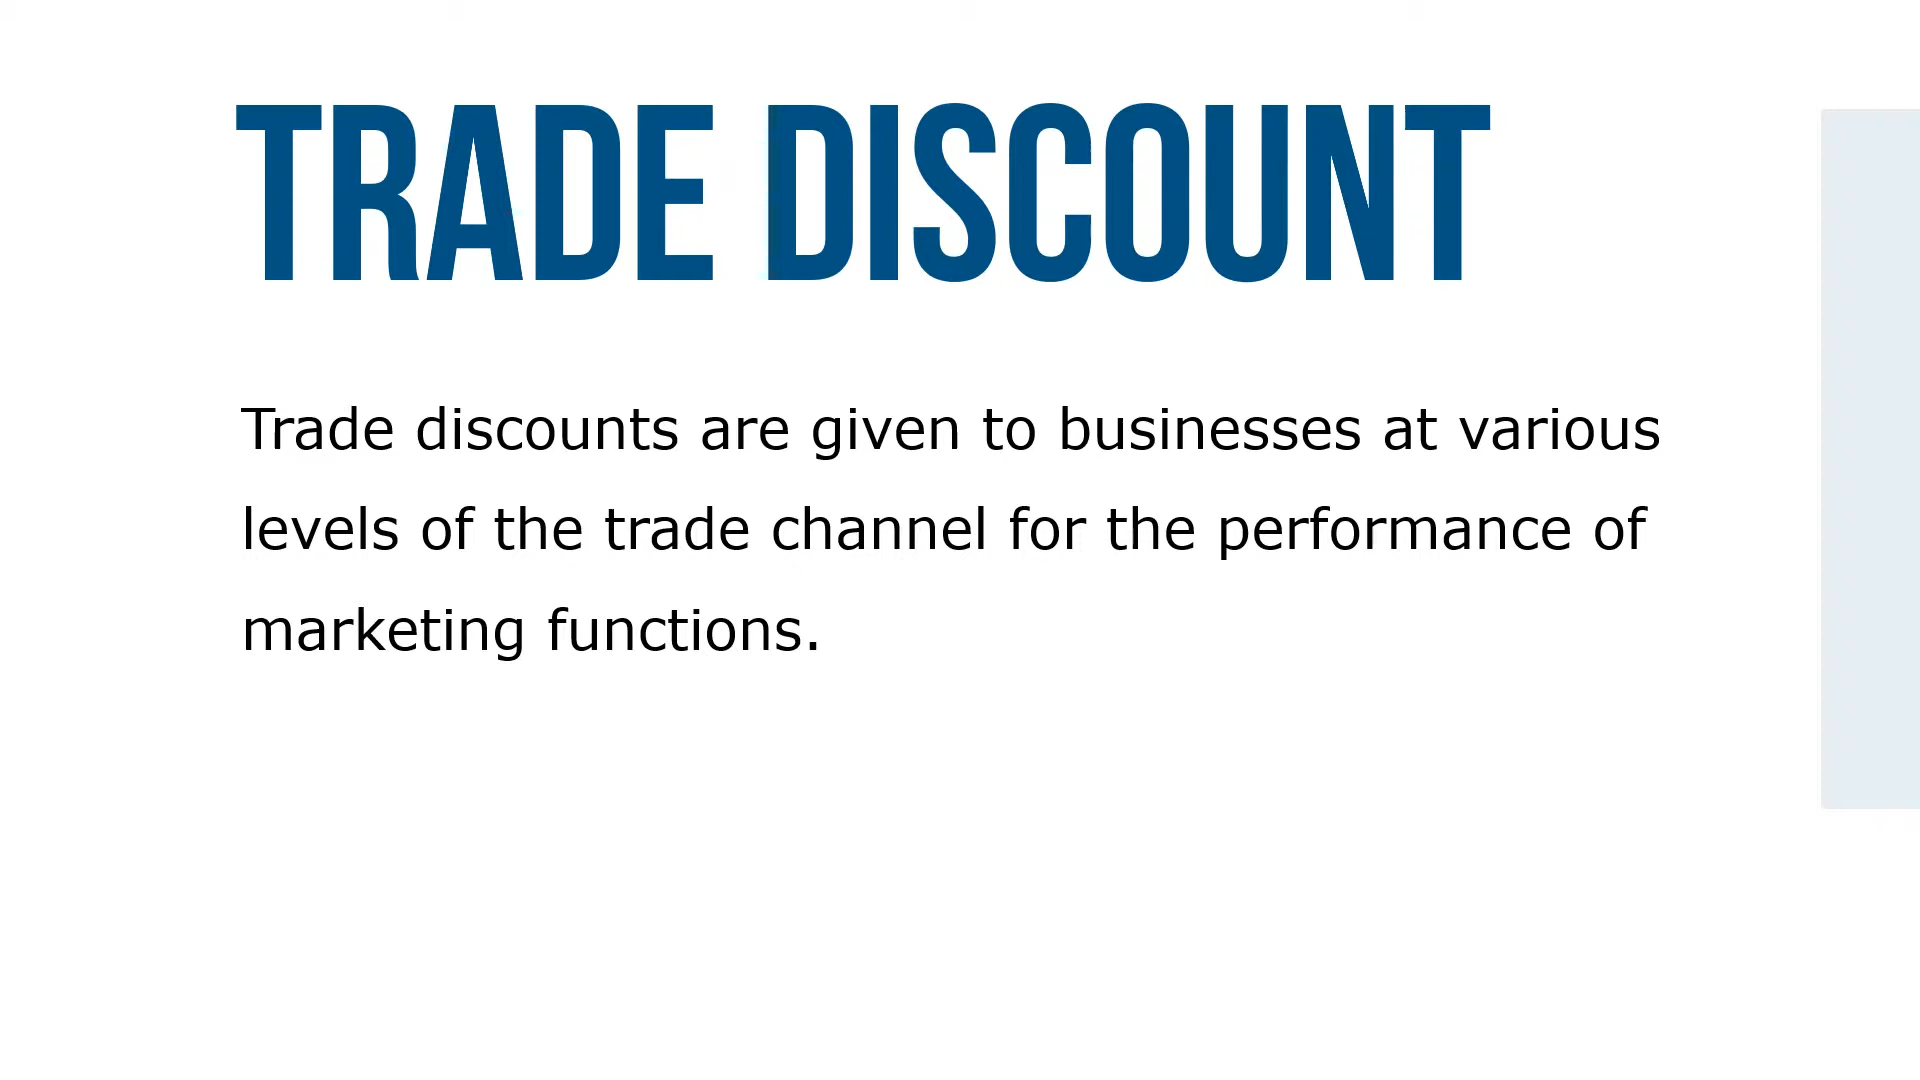 TRADE DISCOUNT
Trade discounts are given to businesses at various
levels of the trade channel for the performance of
marketing functions.